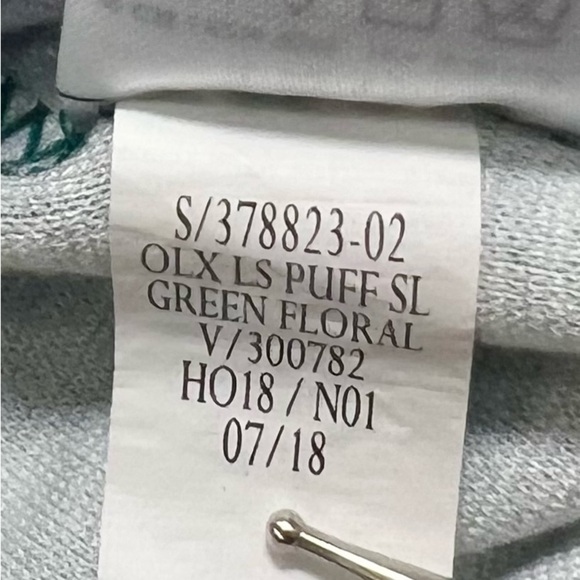 S/378823-02
OLX LS PUFF SL
GREEN FLORAL
V/300782
HO18 / N01
07/18